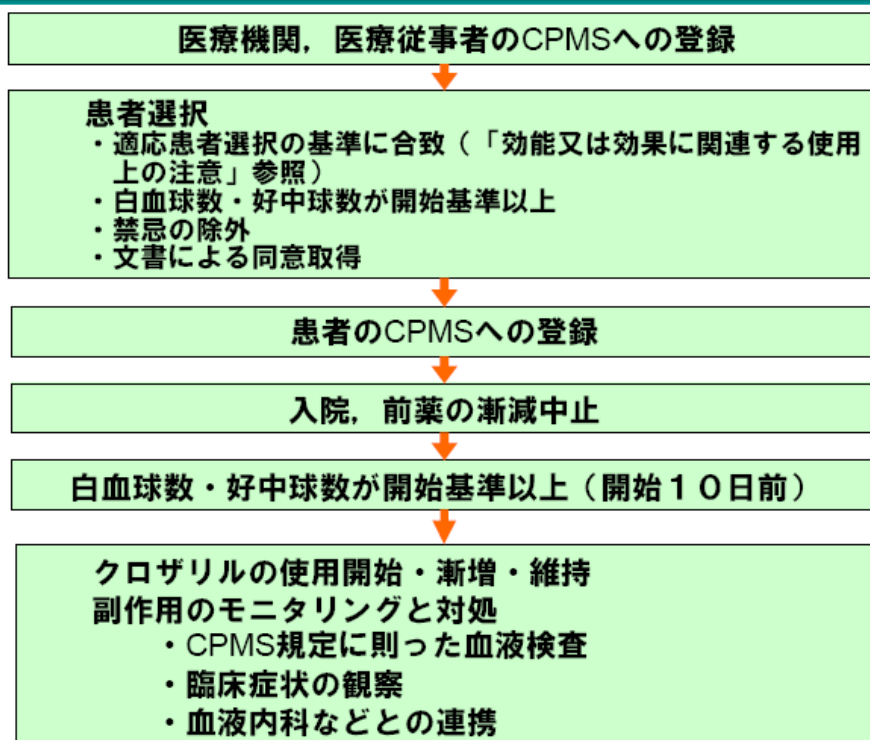 医療機関，医療従事者のCPMSへの登録
患者選択
・適応患者選択の基準に合致（「効能又は効果に関連する使用
上の注意」参照）
・白血球数・好中球数が開始基準以上
・禁忌の除外
・文書による同意取得
患者のCPMSへの登録
入院，前薬の漸減中止
白血球数・好中球数が開始基準以上（開始１０日前）
クロザリルの使用開始・漸増・維持
副作用のモニタリングと対処
・CPMS規定に則った血液検査
・臨床症状の観察
・血液内科などとの連携